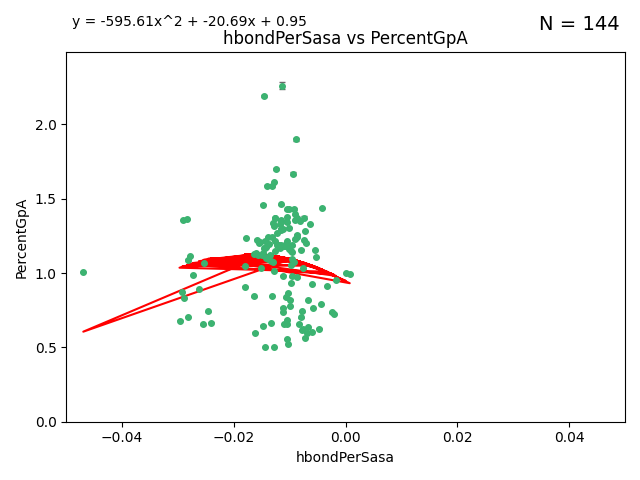 y = -595.61x^2 + -20.69x + 0.95
N = 144
hbondPerSasa vs PercentGpA
PercentGpA
2.0
1.5
1.0
0.5
0.0
−0.04
−0.02
0.00
0.02
0.04
hbondPerSasa